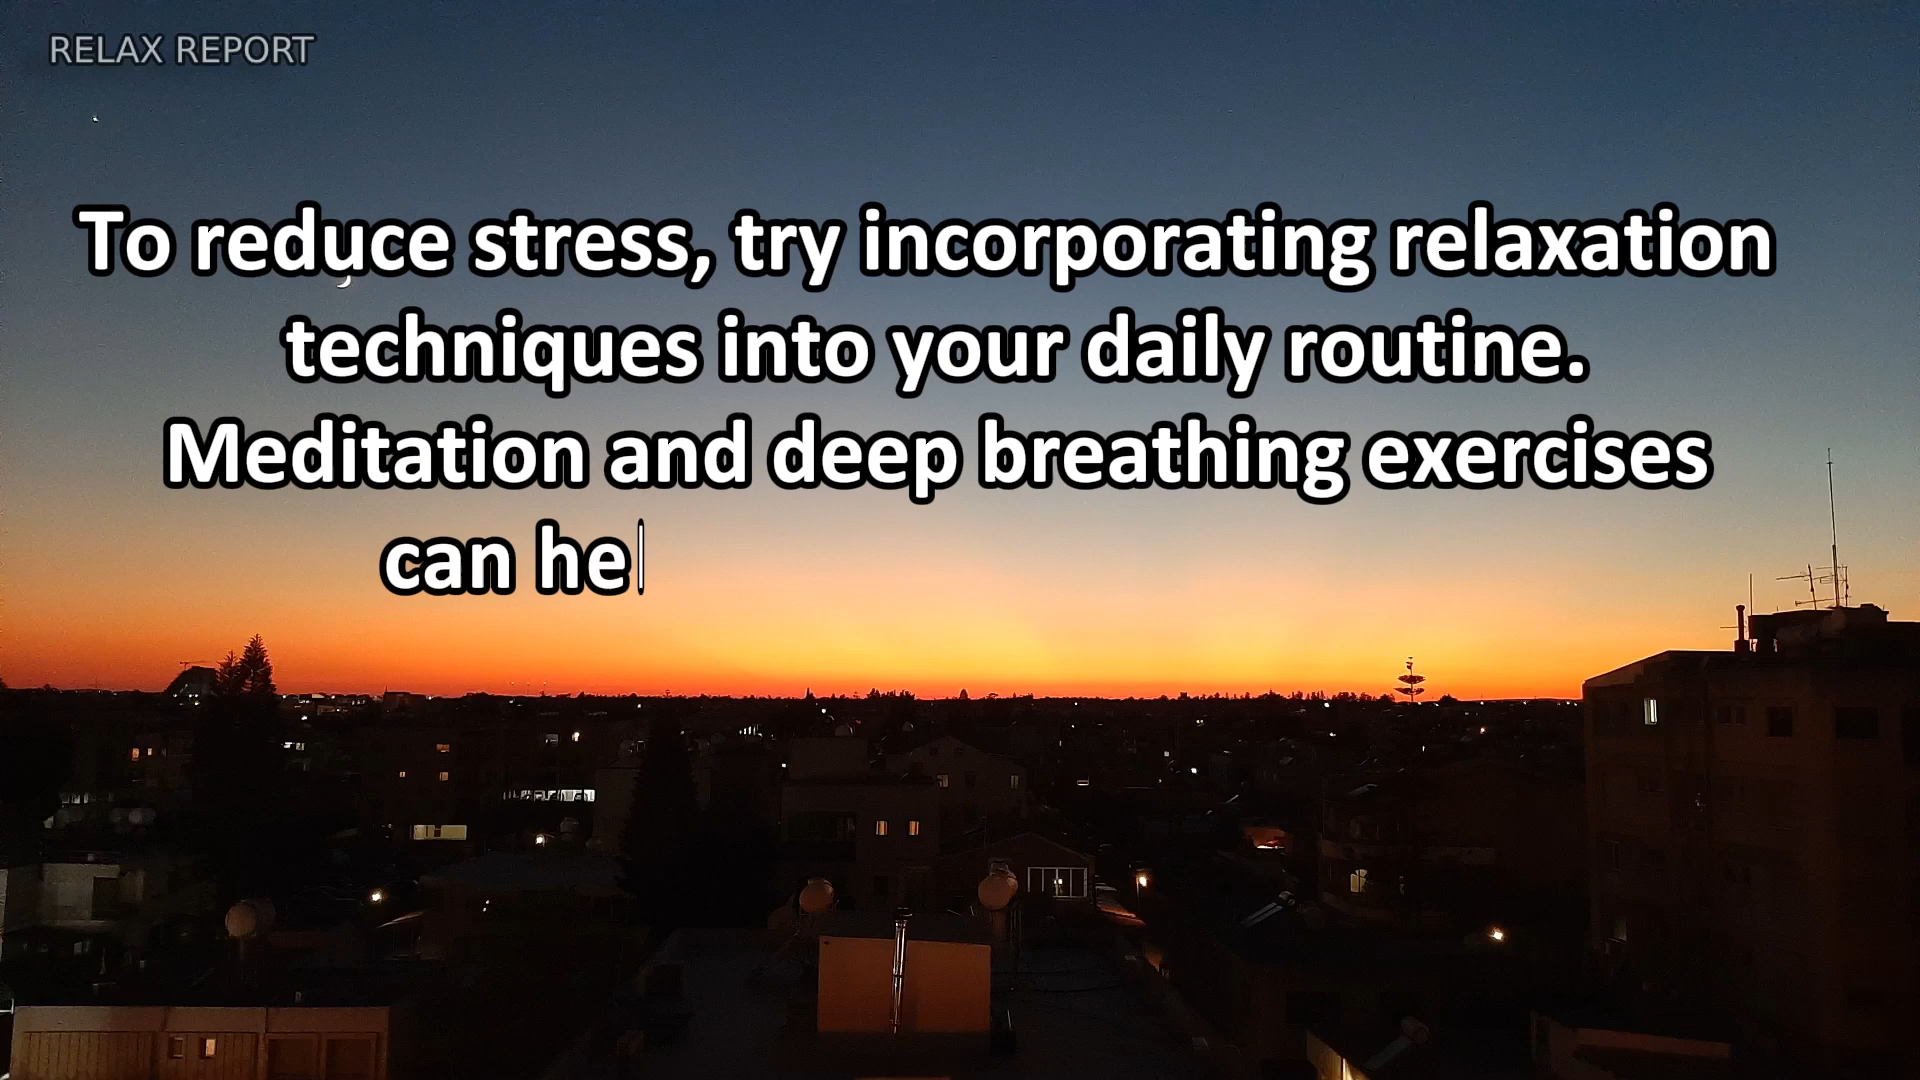 RELAX REPORT
To reduce stress, try incorporating relaxation
techniques into your daily routine.
Meditation and deep breathing exercises
can he